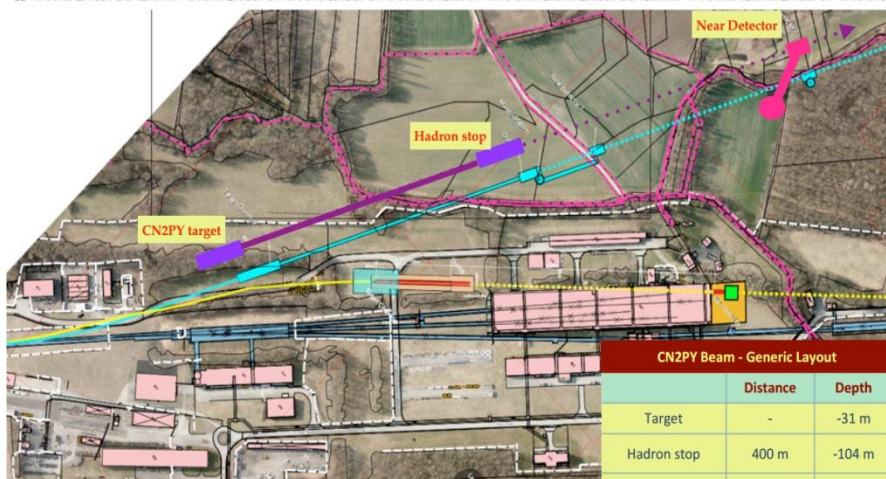 Near Detector
Hadron stop
CN2PY target
CN2PY Beam - Generic Layout
Distance Depth
Target - -31 m
Hadron stop 400 m -104 m